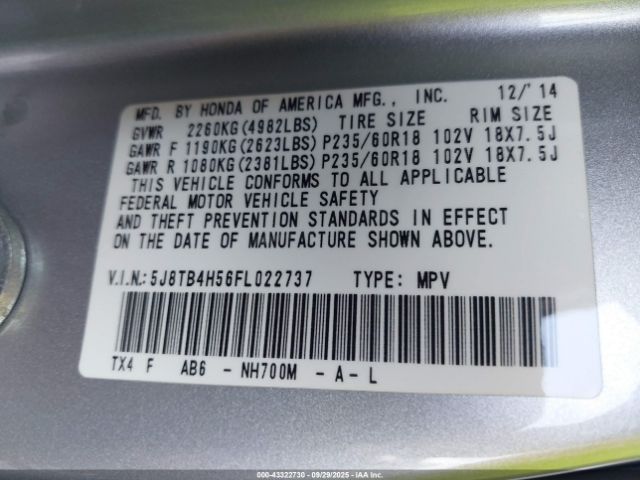 MFD. BY HONDA OF AMERICA MFG., INC. 12/'14
GVWR 2260KG(4982LBS) TIRE SIZE RIM SIZE
GAWR F 1190KG(2623LBS) P235/60R18 102V 18X7.5J
GAWR R 1080KG(2381LBS) P235/60R18 102V 18X7.5J
THIS VEHICLE CONFORMS TO ALL APPLICABLE
FEDERAL MOTOR VEHICLE SAFETY
AND THEFT PREVENTION STANDARDS IN EFFECT
ON THE DATE OF MANUFACTURE SHOWN ABOVE.
V.I.N.: 5J8TB4H56FL022737 TYPE: MPV
TX4 F AB6 - NH700M - A - L
000-43322730 - 09/29/2025 - IAAI.COM